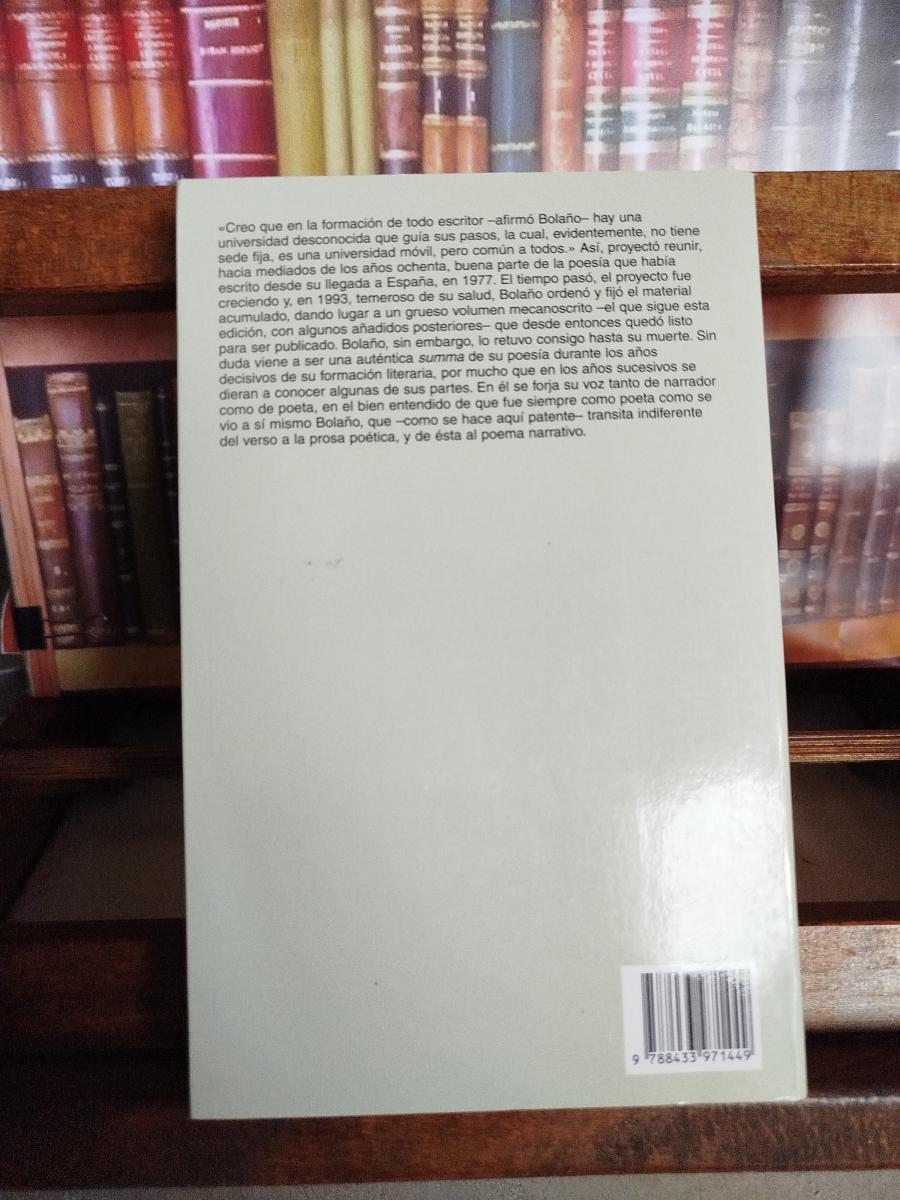 «Creo que en la formación de todo escritor –afirmó Bolaño– hay una
universidad desconocida que guía sus pasos, la cual, evidentemente, no tiene
sede fija, es una universidad móvil, pero común a todos.» Así, proyectó reunir,
hacia mediados de los años ochenta, buena parte de la poesía que había
escrito desde su llegada a España, en 1977. El tiempo pasó, el proyecto fue
creciendo y, en 1993, temeroso de su salud, Bolaño ordenó y fijó el material
acumulado, dando lugar a un grueso volumen mecanoscrito –el que sigue esta
edición, con algunos añadidos posteriores– que desde entonces quedó listo
para ser publicado. Bolaño, sin embargo, lo retuvo consigo hasta su muerte. Sin
duda viene a ser una auténtica summa de su poesía durante los años
decisivos de su formación literaria, por mucho que en los años sucesivos se
dieran a conocer algunas de sus partes. En él se forja su voz tanto de narrador
como de poeta, en el bien entendido de que fue siempre como poeta como se
vio a sí mismo Bolaño, que –como se hace aquí patente– transita indiferente
del verso a la prosa poética, y de ésta al poema narrativo.
9 788433 971449